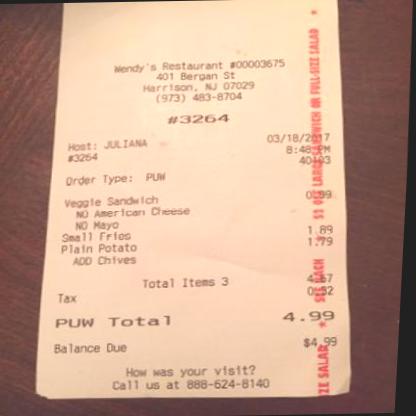 Wendy's Restaurant #00003675
401 Bergan St
Harrison, NJ 07029
(973) 483-8704
#3264
Host: JULIANA 03/18/2017
#3264 8:48 PM
40103
Order Type: PUW
Veggie Sandwich 0.99
NO American Cheese
NO Mayo
Small Fries 1.89
Plain Potato 1.79
ADD Chives
Total Items 3
4.67
Tax 0.32
PUW Total 4.99
Balance Due $4.99
How was your visit?
Call us at 888-624-8140
$1 OFF LARGE SANDWICH OR FULL-SIZE SALAD *
ZE SALAD *